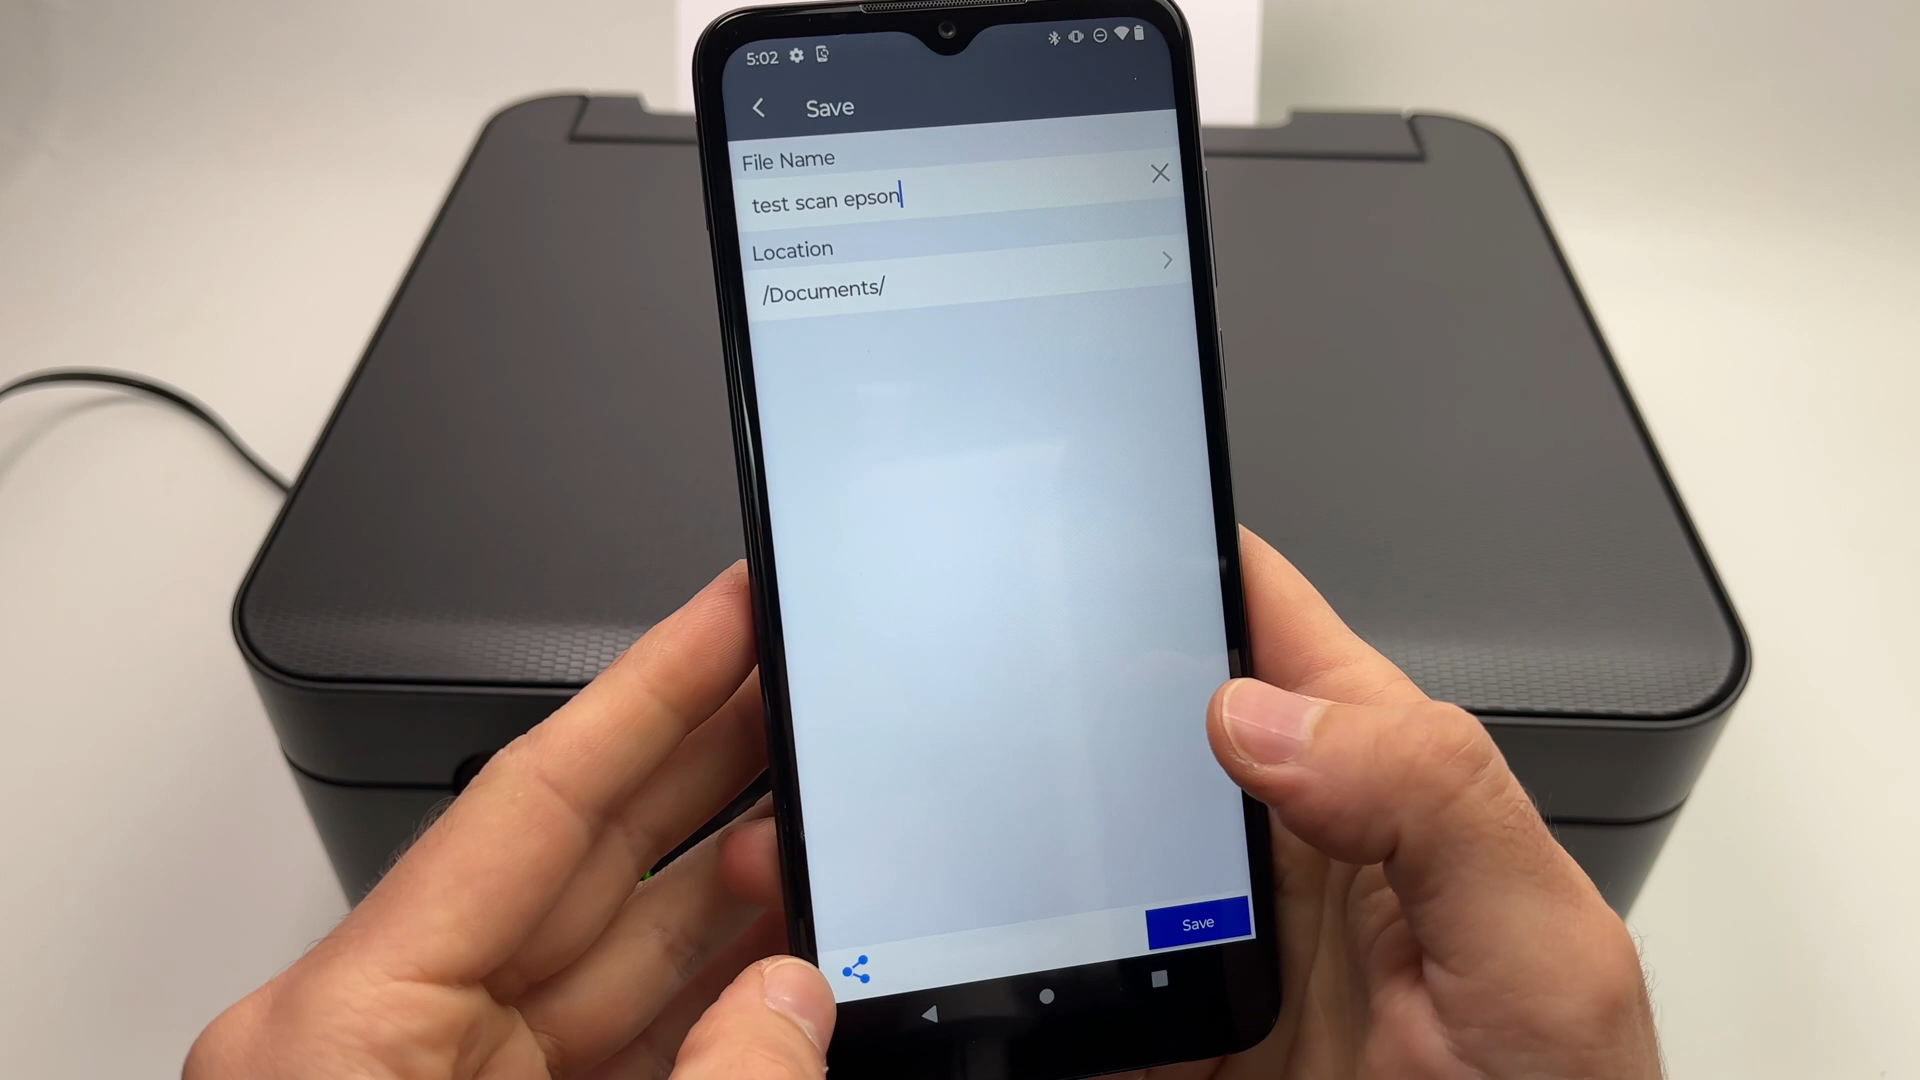 5:02
Save
File Name
test scan epson
Location
/Documents/
Save